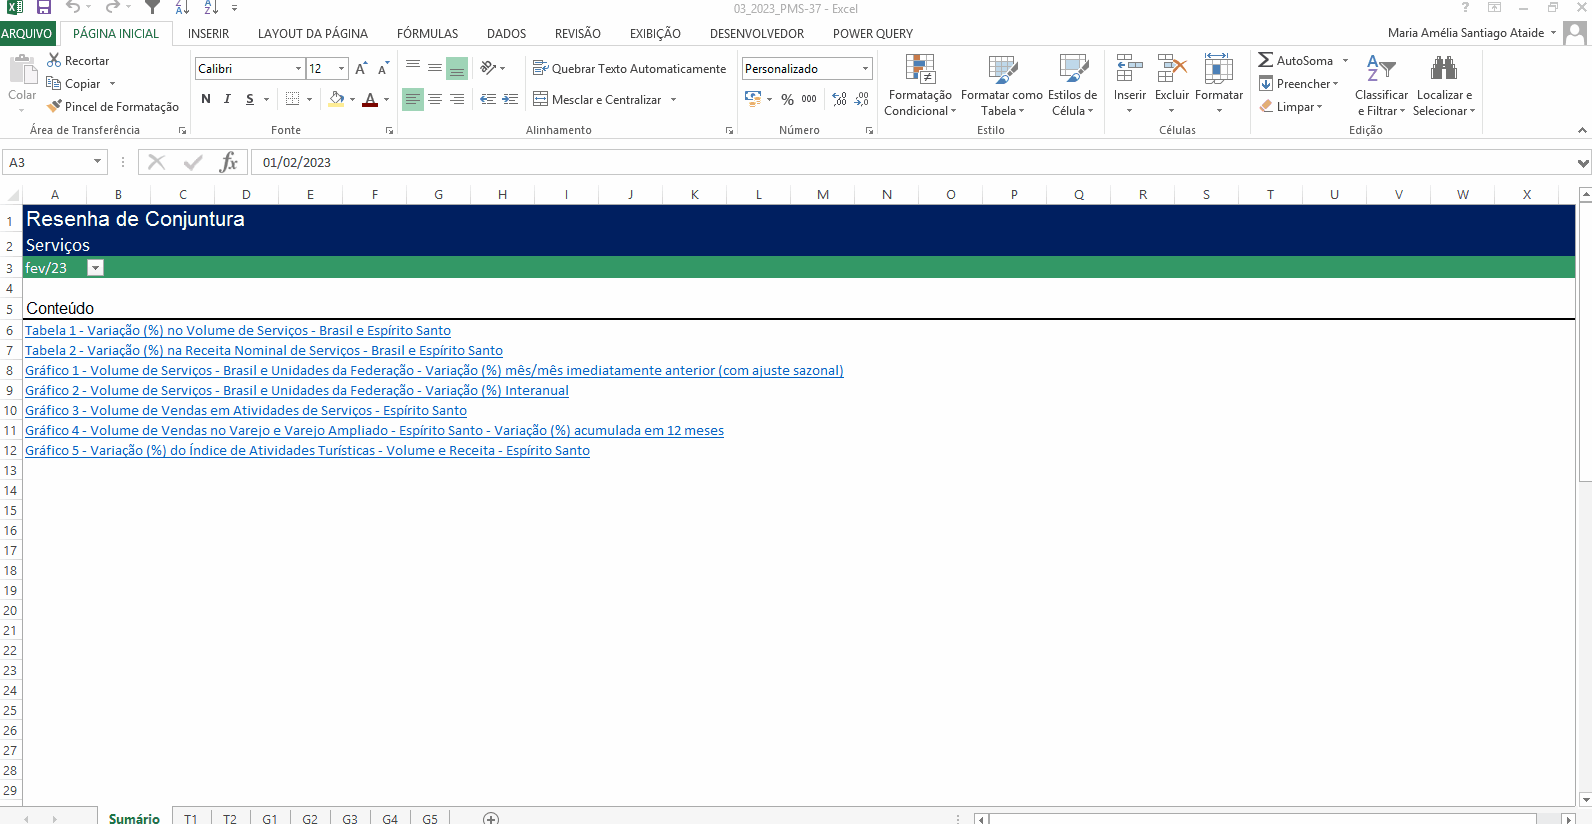 03_2023_PMS-37 - Excel
ARQUIVO PÁGINA INICIAL INSERIR LAYOUT DA PÁGINA FÓRMULAS DADOS REVISÃO EXIBIÇÃO DESENVOLVEDOR POWER QUERY Maria Amélia Santiago Ataide
Colar
Recortar
Copiar
Pincel de Formatação
Área de Transferência
Calibri 12
N I S
Fonte
Quebrar Texto Automaticamente
Mesclar e Centralizar
Alinhamento
Personalizado
% 000
Número
Formatação Condicional
Formatar como Tabela
Estilos de Célula
Estilo
Inserir Excluir Formatar
Células
AutoSoma
Preencher
Limpar
Classificar e Filtrar
Localizar e Selecionar
Edição
A3 fx 01/02/2023
A B C D E F G H I J K L M N O P Q R S T U V W X
1 Resenha de Conjuntura
2 Serviços
3 fev/23
4
5 Conteúdo
6 Tabela 1 - Variação (%) no Volume de Serviços - Brasil e Espírito Santo
7 Tabela 2 - Variação (%) na Receita Nominal de Serviços - Brasil e Espírito Santo
8 Gráfico 1 - Volume de Serviços - Brasil e Unidades da Federação - Variação (%) mês/mês imediatamente anterior (com ajuste sazonal)
9 Gráfico 2 - Volume de Serviços - Brasil e Unidades da Federação - Variação (%) Interanual
10 Gráfico 3 - Volume de Vendas em Atividades de Serviços - Espírito Santo
11 Gráfico 4 - Volume de Vendas no Varejo e Varejo Ampliado - Espírito Santo - Variação (%) acumulada em 12 meses
12 Gráfico 5 - Variação (%) do Índice de Atividades Turísticas - Volume e Receita - Espírito Santo
13
14
15
16
17
18
19
20
21
22
23
24
25
26
27
28
29
Sumário T1 T2 G1 G2 G3 G4 G5